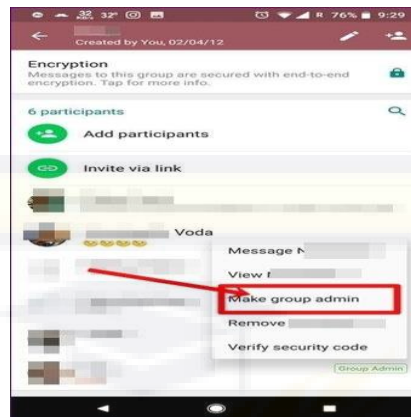 32 32° R 76% 9:29
Created by You, 02/04/12
Encryption
Messages to this group are secured with end-to-end
encryption. Tap for more info.
6 participants
Add participants
Invite via link
Voda
Message
View
Make group admin
Remove
Verify security code
Group Admin